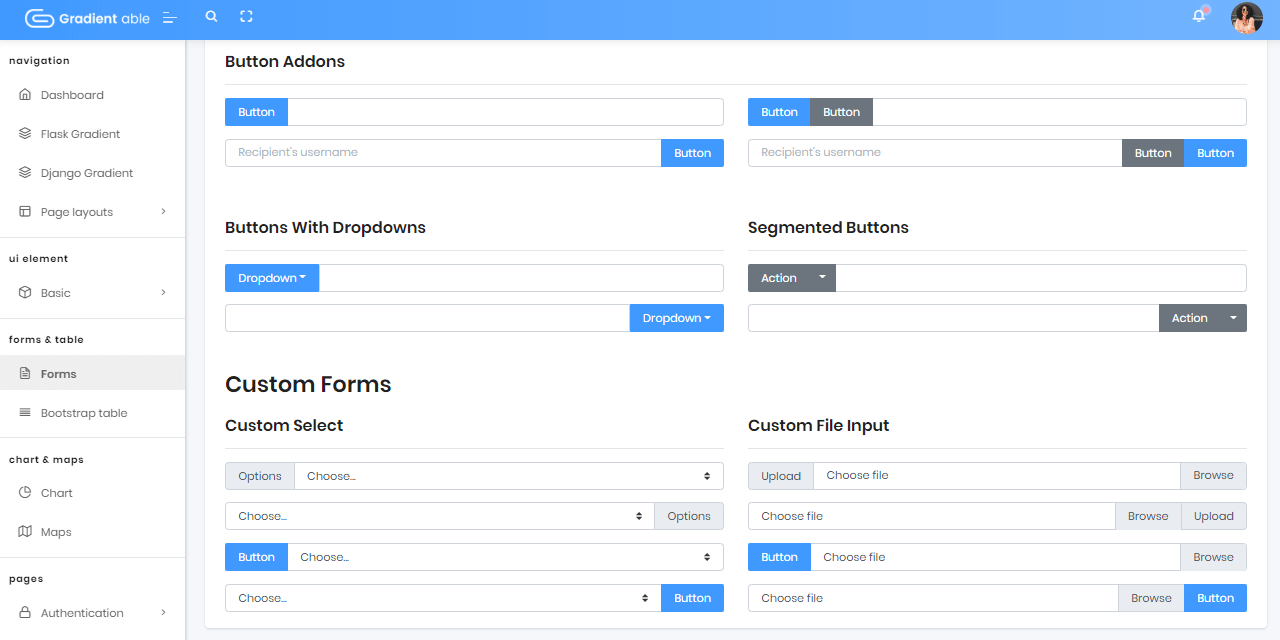 Gradient able
navigation
Dashboard
Flask Gradient
Django Gradient
Page layouts
ui element
Basic
forms & table
Forms
Bootstrap table
chart & maps
Chart
Maps
pages
Authentication
Button Addons
Button
Button Button
Recipient's username Button
Recipient's username Button Button
Buttons With Dropdowns
Dropdown
Dropdown
Segmented Buttons
Action
Action
Custom Forms
Custom Select
Options Choose...
Choose... Options
Button Choose...
Choose... Button
Custom File Input
Upload Choose file Browse
Choose file Browse Upload
Button Choose file Browse
Choose file Browse Button